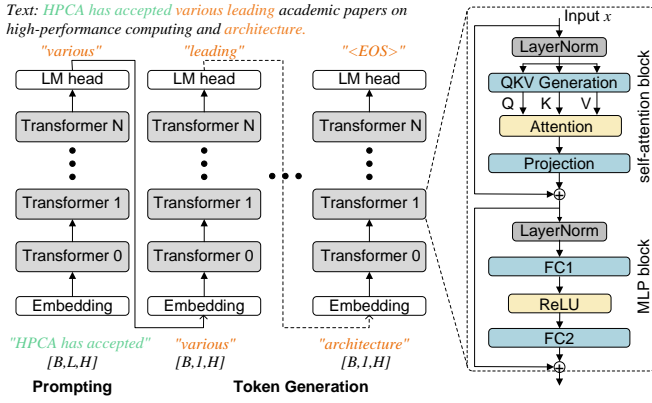 Text: HPCA has accepted various leading academic papers on
high-performance computing and architecture.
"various"
"leading"
"<EOS>"
LM head
LM head
LM head
Transformer N
Transformer N
Transformer N
Transformer 1
Transformer 1
Transformer 1
Transformer 0
Transformer 0
Transformer 0
Embedding
Embedding
Embedding
"HPCA has accepted"
"various"
"architecture"
[B,L,H]
[B,1,H]
[B,1,H]
Prompting
Token Generation
Input x
LayerNorm
QKV Generation
Q
K
V
Attention
Projection
self-attention block
LayerNorm
FC1
ReLU
FC2
MLP block